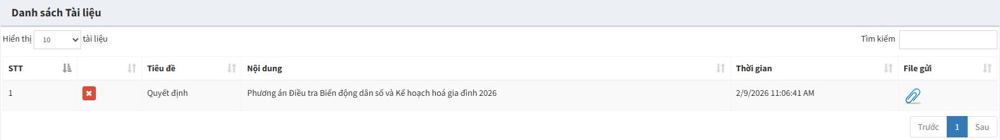 Danh sách Tài liệu
Hiển thị 10 tài liệu Tìm kiếm
STT Tiêu đề Nội dung Thời gian File gửi
1 Quyết định Phương án Điều tra Biến động dân số và Kế hoạch hoá gia đình 2026 2/9/2026 11:06:41 AM
Trước 1 Sau